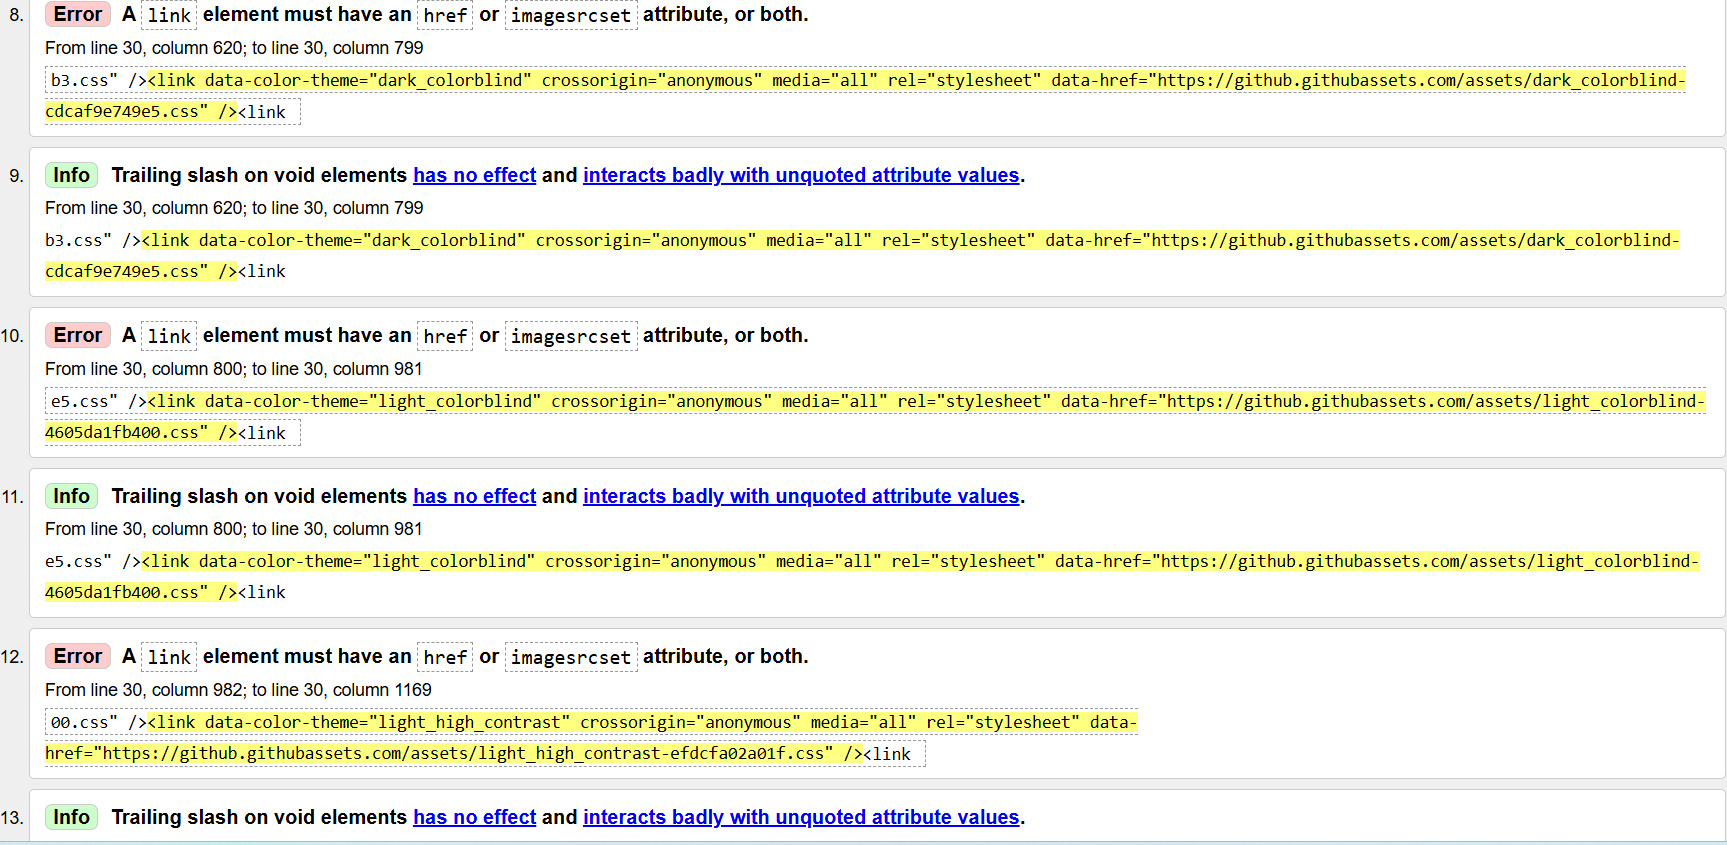 8. Error A link element must have an href or imagesrcset attribute, or both.
From line 30, column 620; to line 30, column 799
b3.css" /><link data-color-theme="dark_colorblind" crossorigin="anonymous" media="all" rel="stylesheet" data-href="https://github.githubassets.com/assets/dark_colorblind-
cdcaf9e749e5.css" /><link
9. Info Trailing slash on void elements has no effect and interacts badly with unquoted attribute values.
From line 30, column 620; to line 30, column 799
b3.css" /><link data-color-theme="dark_colorblind" crossorigin="anonymous" media="all" rel="stylesheet" data-href="https://github.githubassets.com/assets/dark_colorblind-
cdcaf9e749e5.css" /><link
10. Error A link element must have an href or imagesrcset attribute, or both.
From line 30, column 800; to line 30, column 981
e5.css" /><link data-color-theme="light_colorblind" crossorigin="anonymous" media="all" rel="stylesheet" data-href="https://github.githubassets.com/assets/light_colorblind-
4605da1fb400.css" /><link
11. Info Trailing slash on void elements has no effect and interacts badly with unquoted attribute values.
From line 30, column 800; to line 30, column 981
e5.css" /><link data-color-theme="light_colorblind" crossorigin="anonymous" media="all" rel="stylesheet" data-href="https://github.githubassets.com/assets/light_colorblind-
4605da1fb400.css" /><link
12. Error A link element must have an href or imagesrcset attribute, or both.
From line 30, column 982; to line 30, column 1169
00.css" /><link data-color-theme="light_high_contrast" crossorigin="anonymous" media="all" rel="stylesheet" data-
href="https://github.githubassets.com/assets/light_high_contrast-efdcfa02a01f.css" /><link
13. Info Trailing slash on void elements has no effect and interacts badly with unquoted attribute values.